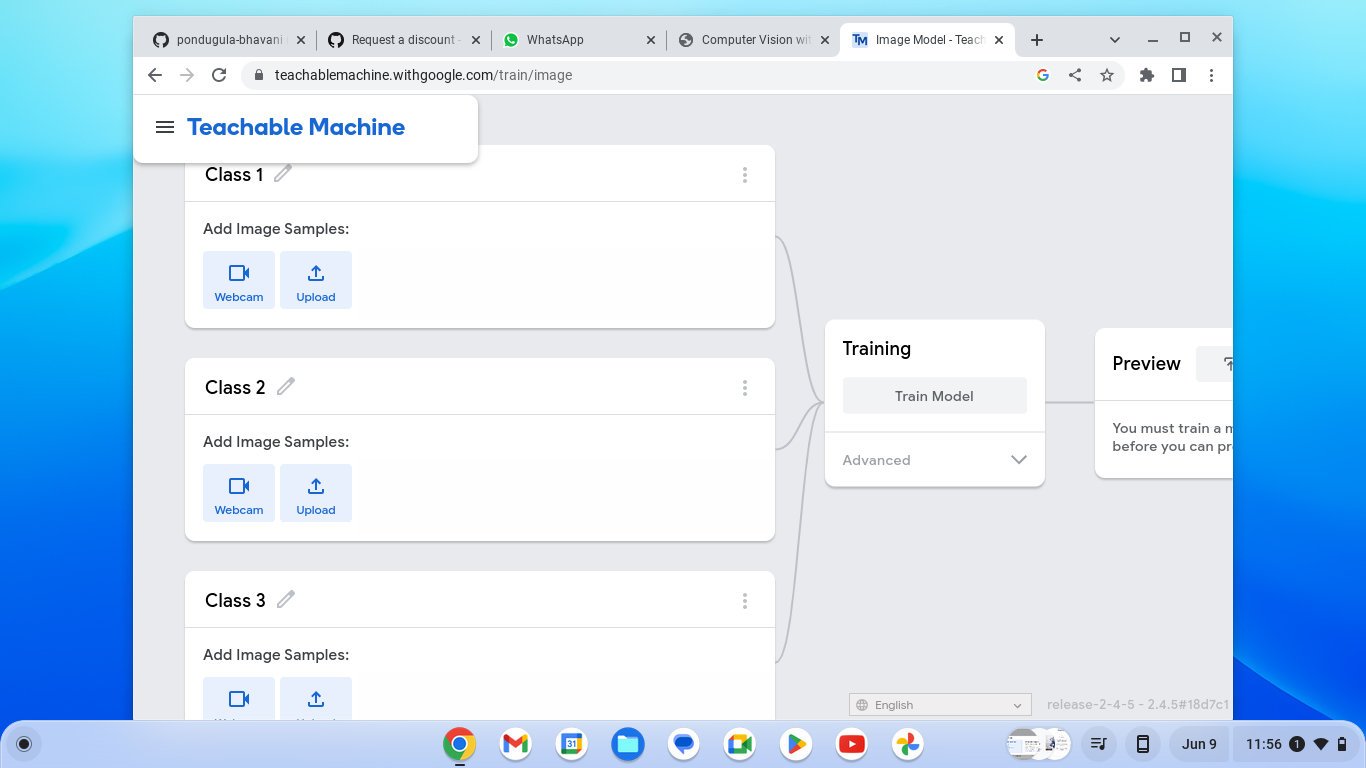 pondugula-bhavani
Request a discount -
WhatsApp
Computer Vision wit
Image Model - Teach
teachablemachine.withgoogle.com/train/image
Teachable Machine
Class 1
Add Image Samples:
Webcam
Upload
Class 2
Add Image Samples:
Webcam
Upload
Class 3
Add Image Samples:
Training
Train Model
Advanced
Preview
You must train a m
before you can pr
English
release-2-4-5 - 2.4.5#18d7c1
31
Jun 9
11:56
1